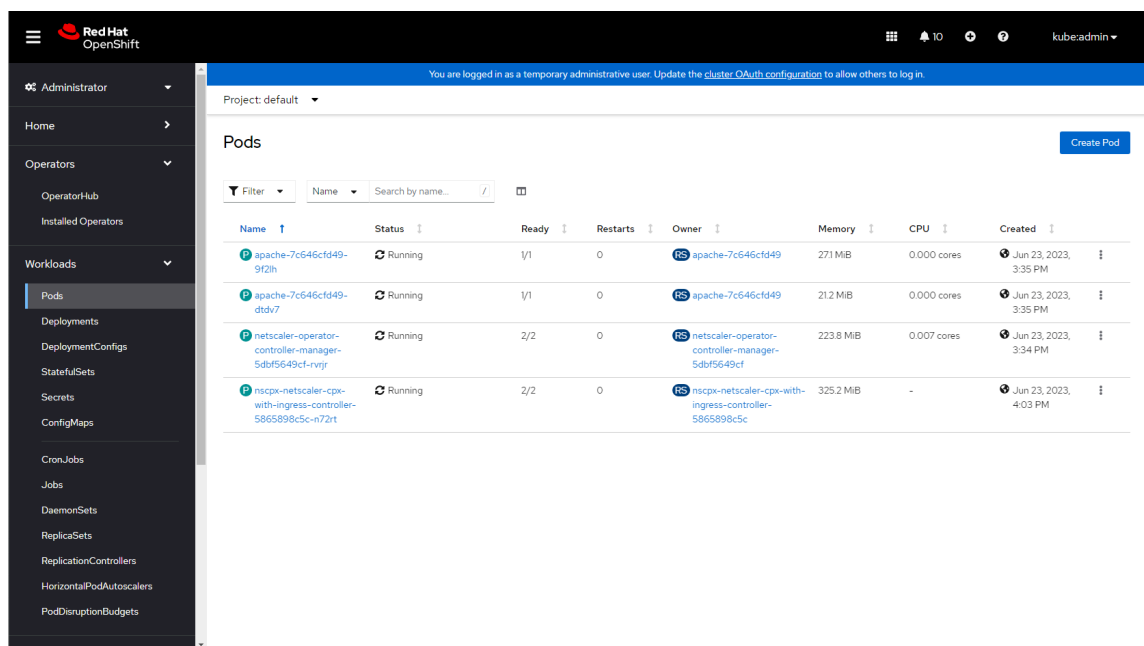 Red Hat
OpenShift
10
kube:admin
Administrator
You are logged in as a temporary administrative user. Update the cluster OAuth configuration to allow others to log in.
Project: default
Home
Operators
OperatorHub
Installed Operators
Workloads
Pods
Deployments
DeploymentConfigs
StatefulSets
Secrets
ConfigMaps
CronJobs
Jobs
DaemonSets
ReplicaSets
ReplicationControllers
HorizontalPodAutoscalers
PodDisruptionBudgets
Pods
Create Pod
Filter Name Search by name... /
Name Status Ready Restarts Owner Memory CPU Created
P apache-7c646cfd49- Running 1/1 0 RS apache-7c646cfd49 27.1 MiB 0.000 cores Jun 23, 2023,
9f2lh 3:35 PM
P apache-7c646cfd49- Running 1/1 0 RS apache-7c646cfd49 21.2 MiB 0.000 cores Jun 23, 2023,
dtdv7 3:35 PM
P netscaler-operator- Running 2/2 0 RS netscaler-operator- 223.8 MiB 0.007 cores Jun 23, 2023,
controller-manager- controller-manager- 3:34 PM
5dbf5649cf-rvrjr 5dbf5649cf
P nscpx-netscaler-cpx- Running 2/2 0 RS nscpx-netscaler-cpx-with- 325.2 MiB - Jun 23, 2023,
with-ingress-controller- ingress-controller- 4:03 PM
5865898c5c-n72rt 5865898c5c